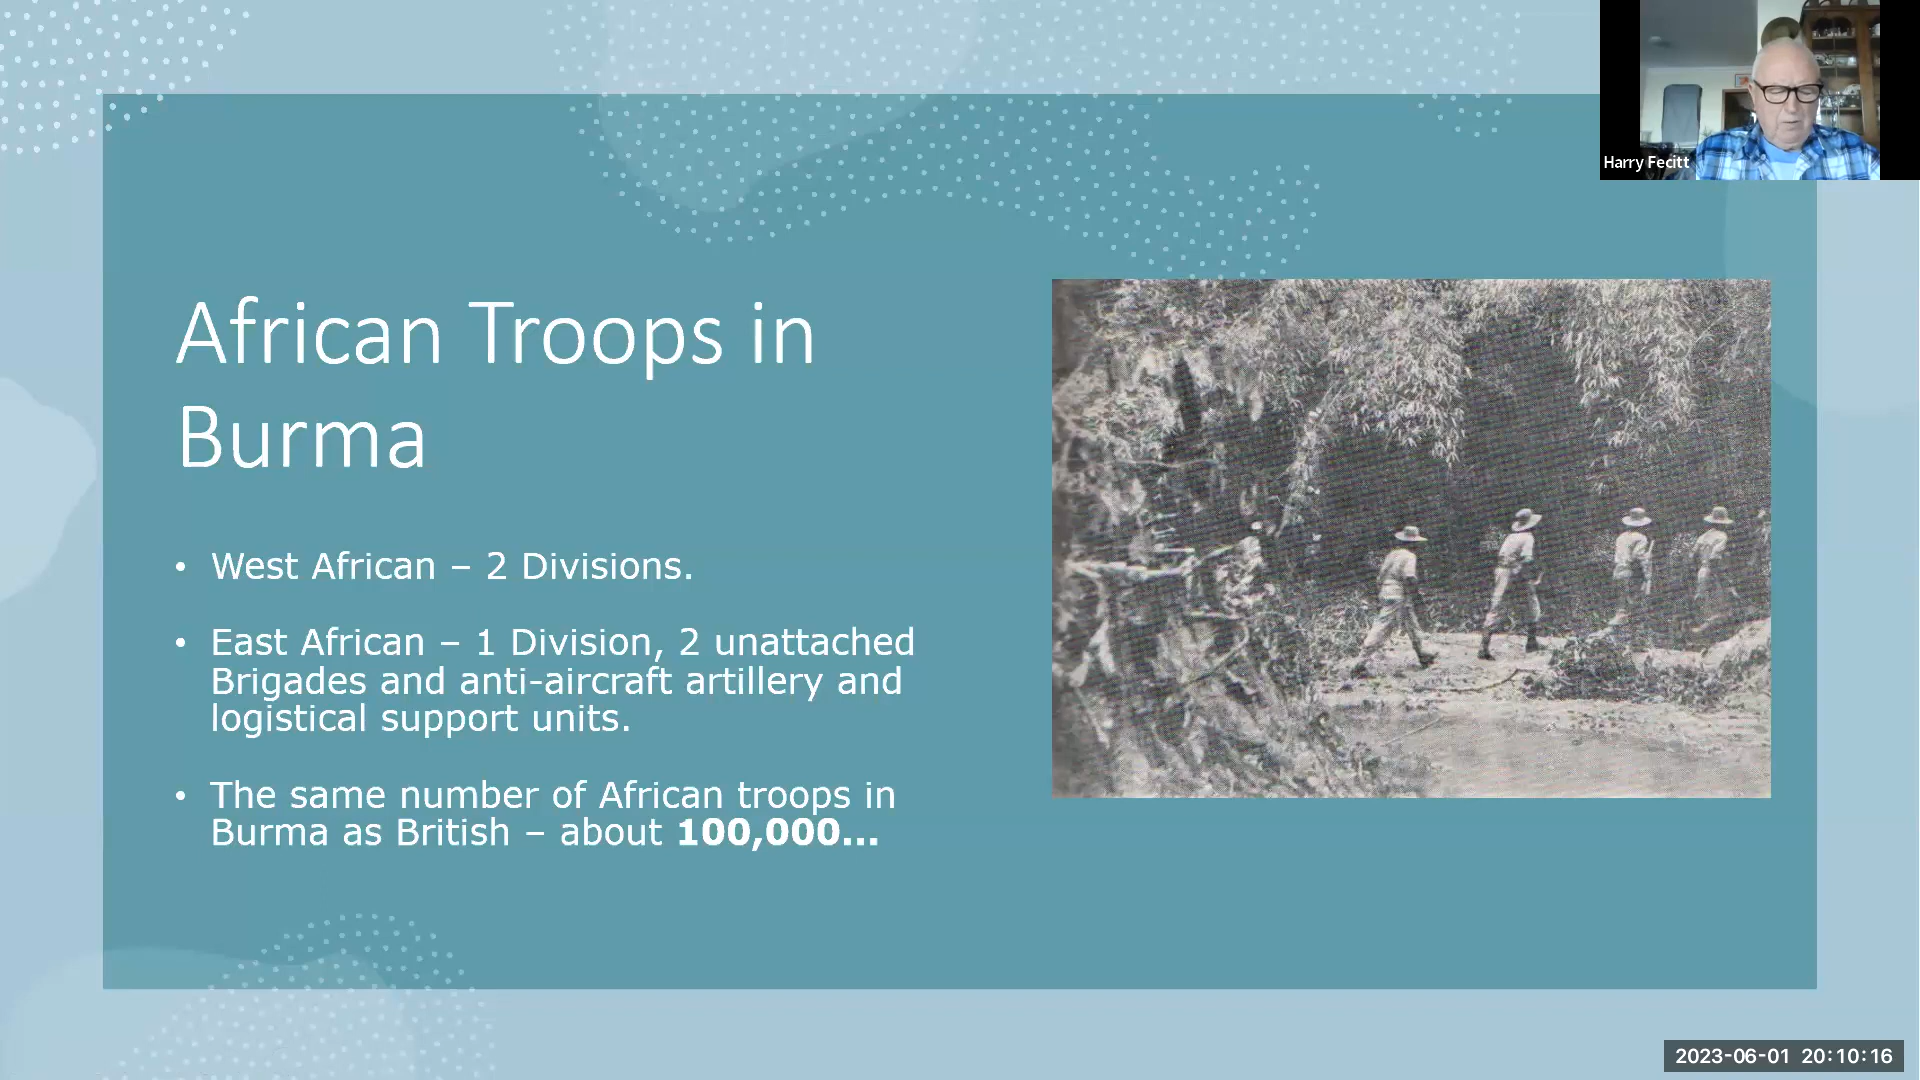 Harry Fecitt
African Troops in
Burma
• West African – 2 Divisions.
• East African – 1 Division, 2 unattached
Brigades and anti-aircraft artillery and
logistical support units.
• The same number of African troops in
Burma as British – about 100,000...
2023-06-01 20:10:16